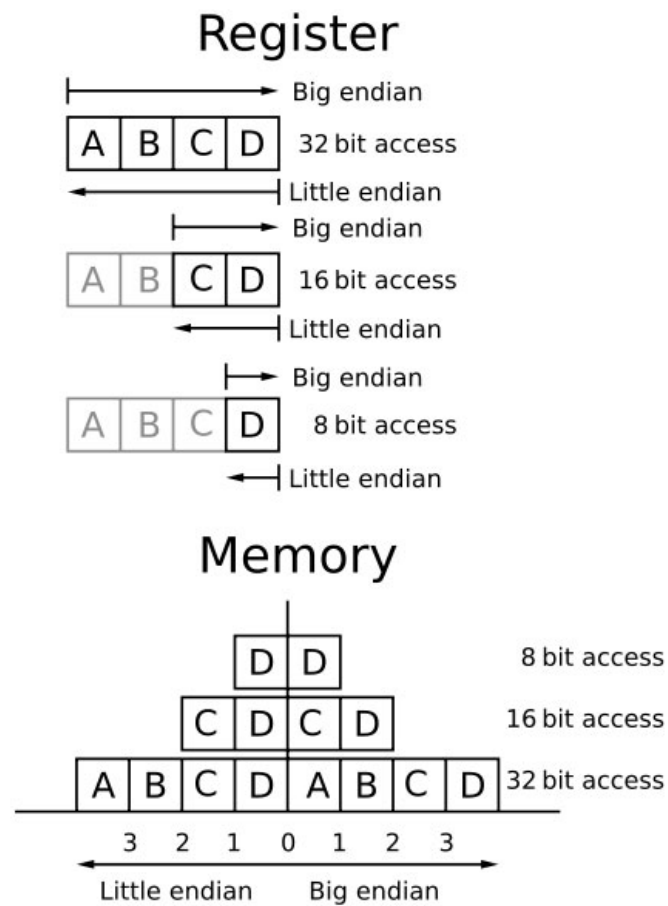 Register
Big endian
A B C D 32 bit access
Little endian
Big endian
A B C D 16 bit access
Little endian
Big endian
A B C D 8 bit access
Little endian
Memory
D D 8 bit access
C D C D 16 bit access
A B C D A B C D 32 bit access
3 2 1 0 1 2 3
Little endian Big endian